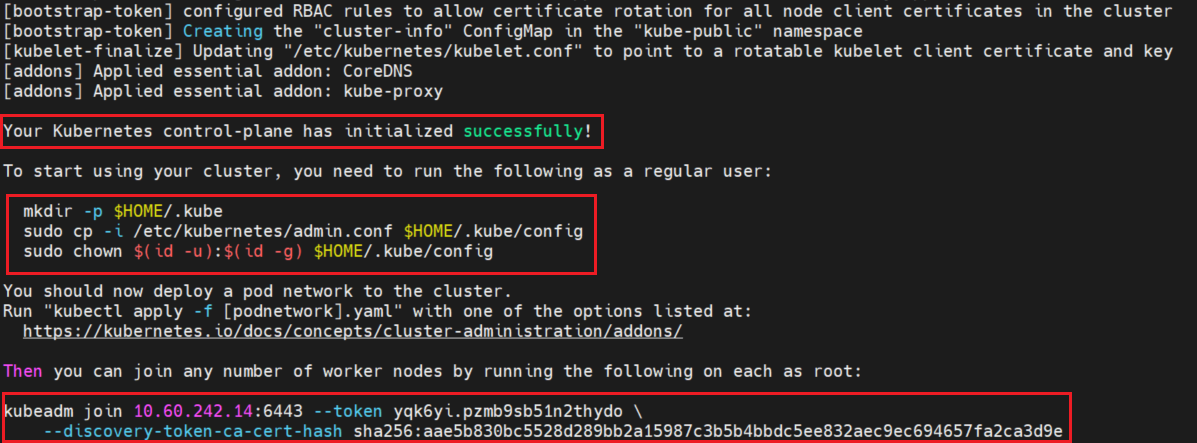 [bootstrap-token] configured RBAC rules to allow certificate rotation for all node client certificates in the cluster
[bootstrap-token] Creating the "cluster-info" ConfigMap in the "kube-public" namespace
[kubelet-finalize] Updating "/etc/kubernetes/kubelet.conf" to point to a rotatable kubelet client certificate and key
[addons] Applied essential addon: CoreDNS
[addons] Applied essential addon: kube-proxy
Your Kubernetes control-plane has initialized successfully!
To start using your cluster, you need to run the following as a regular user:
mkdir -p $HOME/.kube
sudo cp -i /etc/kubernetes/admin.conf $HOME/.kube/config
sudo chown $(id -u):$(id -g) $HOME/.kube/config
You should now deploy a pod network to the cluster.
Run "kubectl apply -f [podnetwork].yaml" with one of the options listed at:
https://kubernetes.io/docs/concepts/cluster-administration/addons/
Then you can join any number of worker nodes by running the following on each as root:
kubeadm join 10.60.242.14:6443 --token yqk6yi.pzmb9sb51n2thydo \
--discovery-token-ca-cert-hash sha256:aae5b830bc5528d289bb2a15987c3b5b4bbdc5ee832aec9ec694657fa2ca3d9e